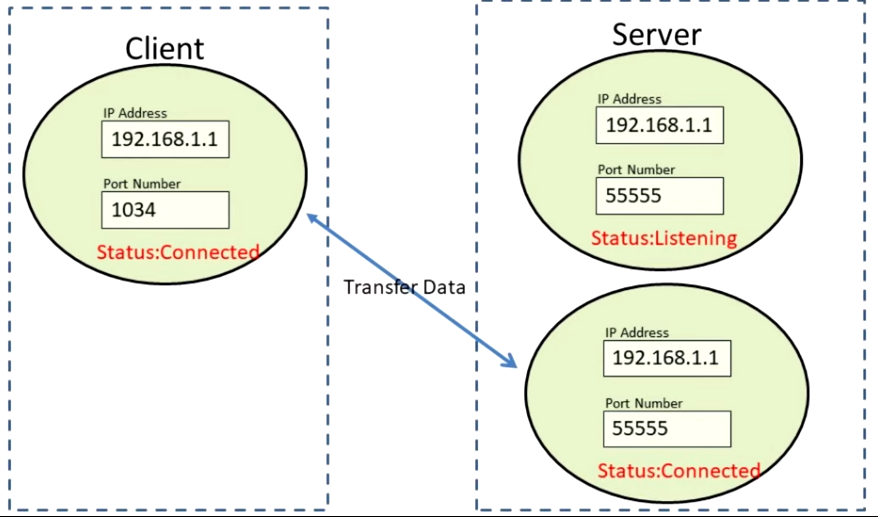 Client
IP Address
192.168.1.1
Port Number
1034
Status:Connected
Transfer Data
Server
IP Address
192.168.1.1
Port Number
55555
Status:Listening
IP Address
192.168.1.1
Port Number
55555
Status:Connected